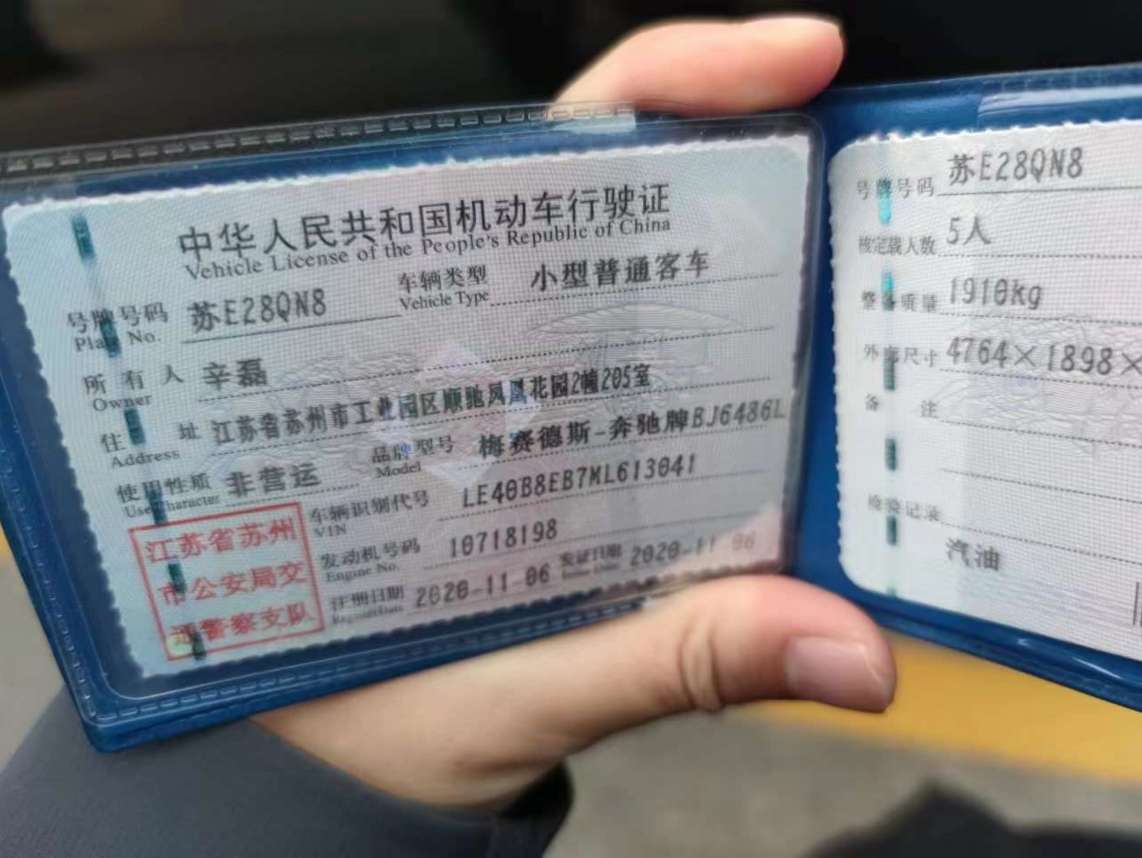 中华人民共和国机动车行驶证
Vehicle License of the People's Republic of China
号牌号码 苏E28QN8 车辆类型 小型普通客车
Plate No. Vehicle Type
所有人 辛磊
Owner
住址 江苏省苏州市工业园区顺驰凤凰花园2幢205室
Address
使用性质 非营运 品牌型号 梅赛德斯-奔驰牌BJ6486L
Use Character Model
车辆识别代号 LE40B8EB7ML613041
VIN
发动机号码 10718198
Engine No.
注册日期 2020-11-06 发证日期 2020-11-06
江苏省苏州
市公安局交
通警察支队
号牌号码 苏E28QN8
核定载人数 5人
整备质量 1910kg
外廓尺寸 4764×1898×
备注
检验记录
汽油